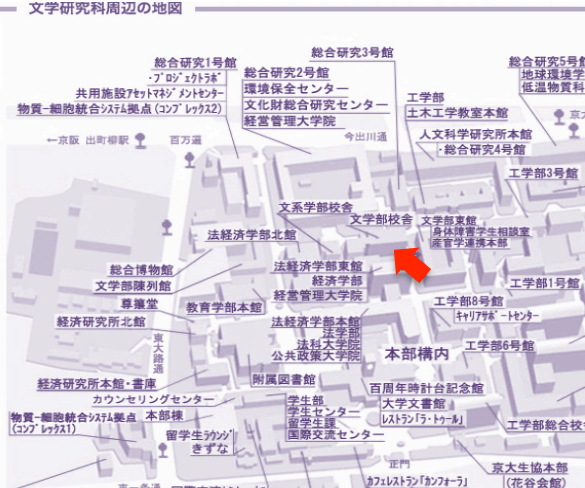 文学研究科周辺の地図
総合研究1号館
・プロジェクトラボ
共用施設アセットマネジメントセンター
物質-細胞統合システム拠点(コンプレックス2)
総合研究2号館
環境保全センター
文化財総合研究センター
経営管理大学院
総合研究3号館
工学部
土木工学教室本館
人文科学研究所本館
・総合研究4号館
総合研究5号館
地球環境学
低温物質科
工学部3号館
←京阪 出町柳駅
百万遍
今出川通
文系学部校舎
文学部校舎
文学部東館
身体障害学生相談室
産官学連携本部
法経済学部北館
総合博物館
文学部陳列館
尊攘堂
経済研究所北館
教育学部本館
法経済学部東館
経済学部
経営管理大学院
工学部1号館
工学部8号館
キャリアサポートセンター
法経済学部本館
法学部
法科大学院
公共政策大学院
本部構内
工学部6号館
東大路通
経済研究所本館・書庫
カウンセリングセンター
本部棟
物質-細胞統合システム拠点
(コンプレックス1)
附属図書館
学生部
学生センター
留学生課
国際交流センター
留学生ラウンジ
きずな
百周年時計台記念館
大学文書館
レストラン「ラ・トゥール」
工学部総合校
正門
カフェレストラン「カンフォーラ」
京大生協本部
(花谷会館)